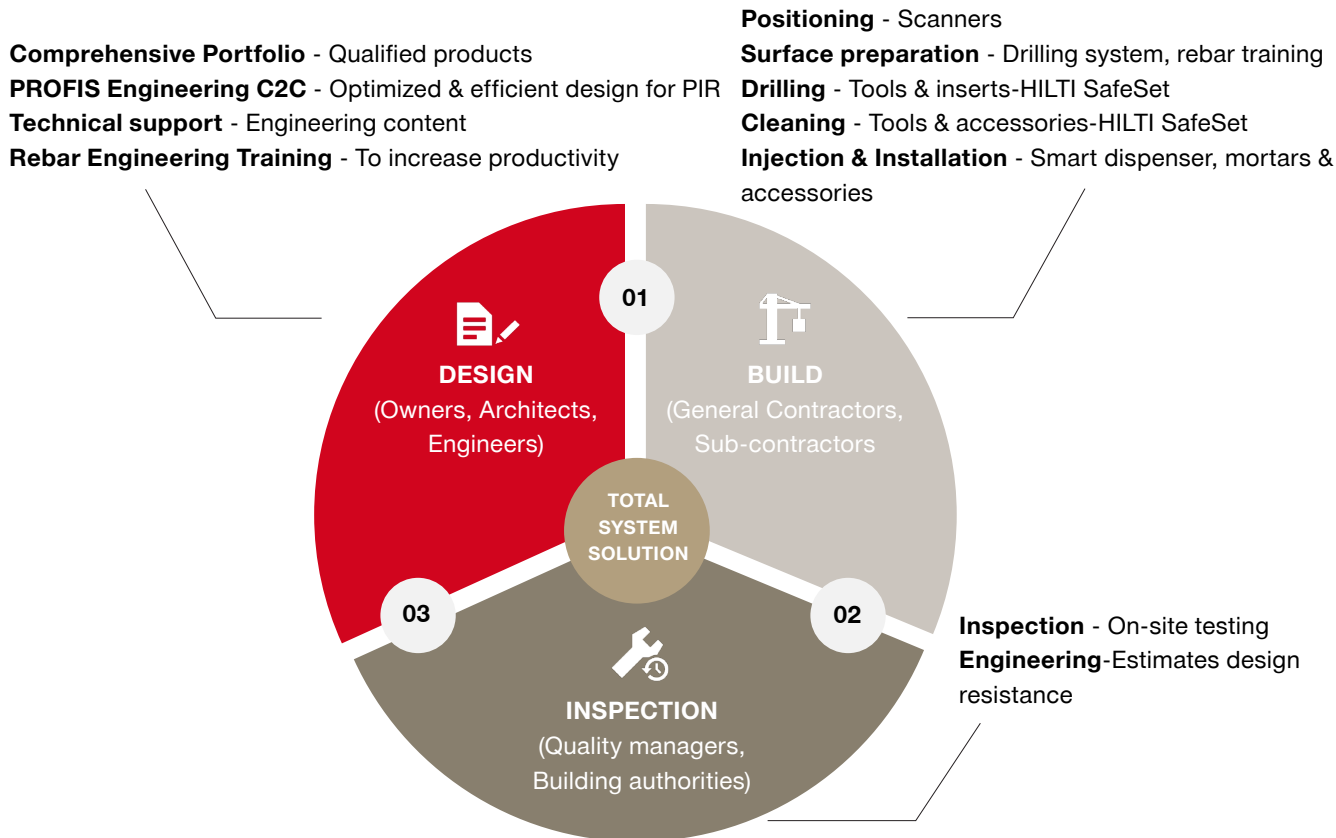 Comprehensive Portfolio - Qualified products
PROFIS Engineering C2C - Optimized & efficient design for PIR
Technical support - Engineering content
Rebar Engineering Training - To increase productivity
Positioning - Scanners
Surface preparation - Drilling system, rebar training
Drilling - Tools & inserts-HILTI SafeSet
Cleaning - Tools & accessories-HILTI SafeSet
Injection & Installation - Smart dispenser, mortars &
accessories
01
DESIGN
(Owners, Architects,
Engineers)
BUILD
(General Contractors,
Sub-contractors
TOTAL
SYSTEM
SOLUTION
03
02
INSPECTION
(Quality managers,
Building authorities)
Inspection - On-site testing
Engineering-Estimates design
resistance